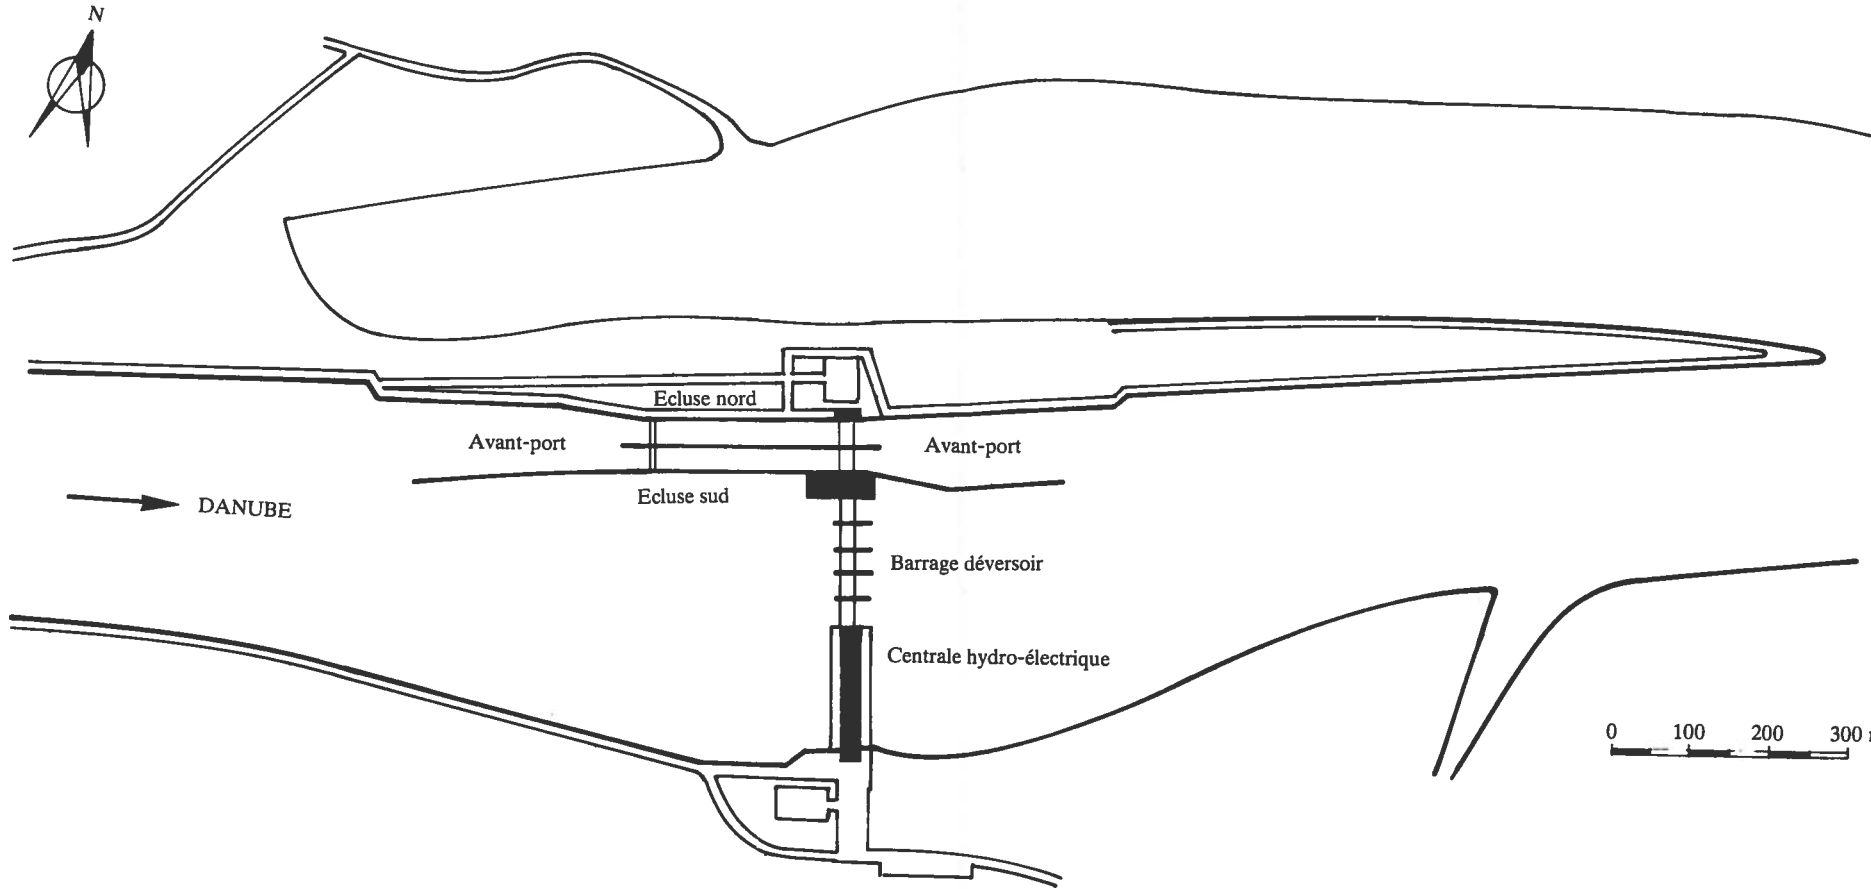 N
Ecluse nord
Avant-port
Avant-port
Ecluse sud
DANUBE
Barrage déversoir
Centrale hydro-électrique
0 100 200 300